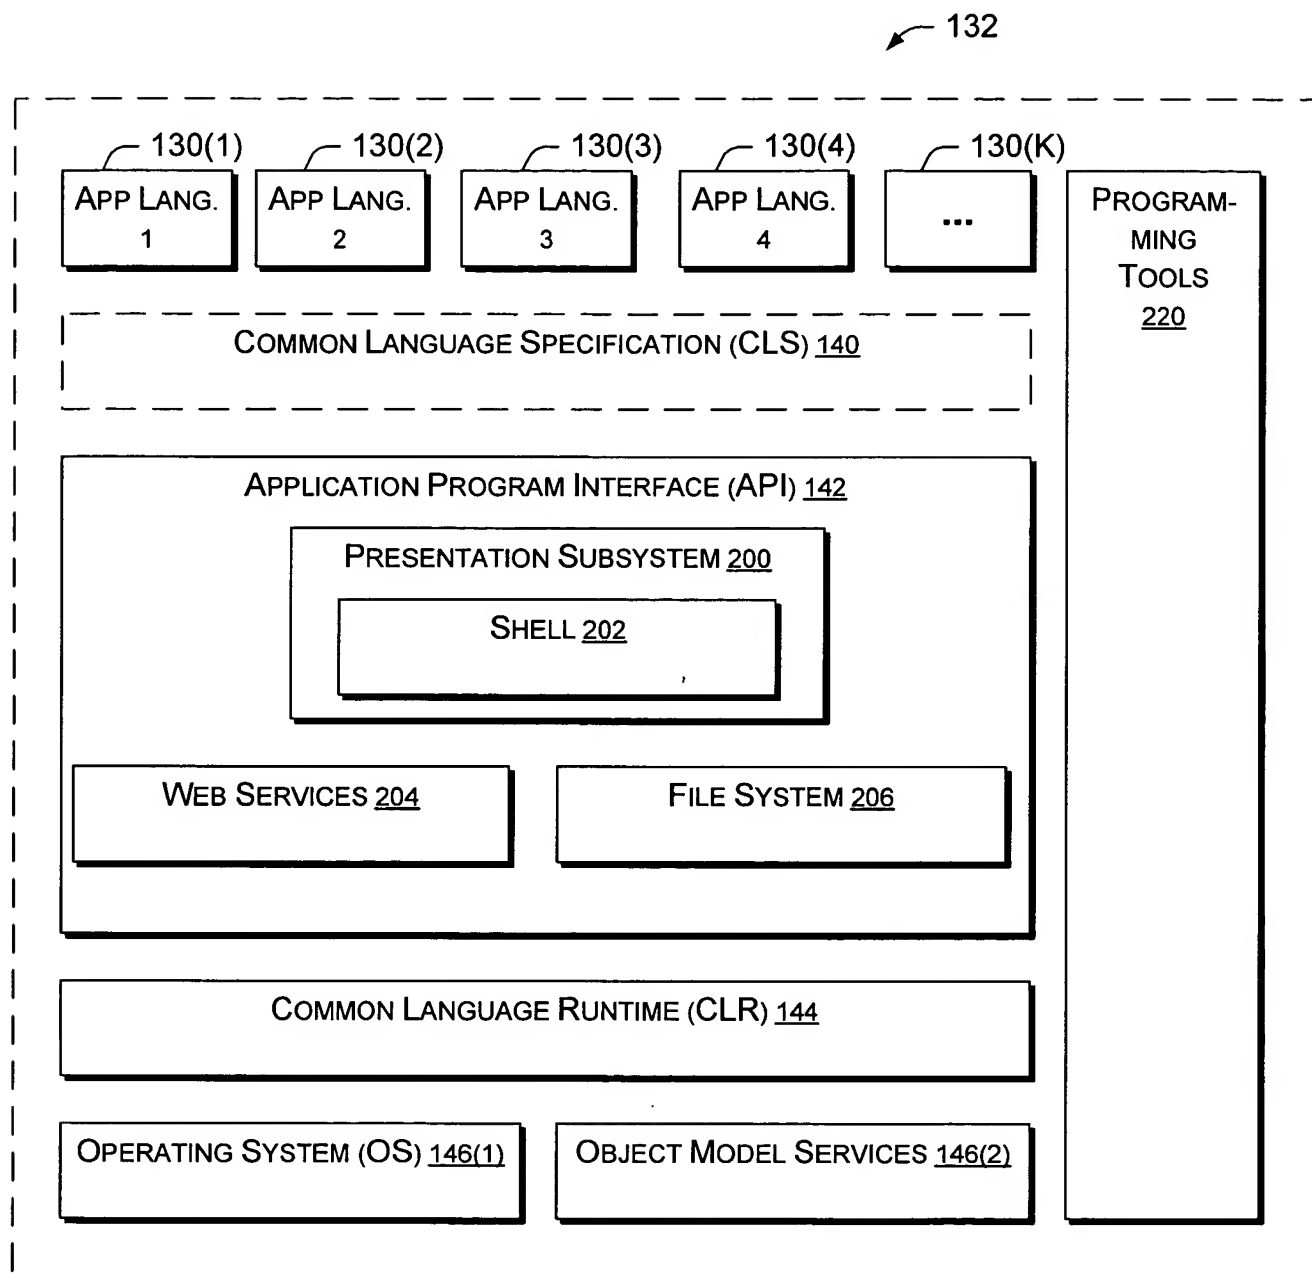 132
130(1) 130(2) 130(3) 130(4) 130(K)
APP LANG.
1
APP LANG.
2
APP LANG.
3
APP LANG.
4
...
PROGRAM-
MING
TOOLS
220
COMMON LANGUAGE SPECIFICATION (CLS) 140
APPLICATION PROGRAM INTERFACE (API) 142
PRESENTATION SUBSYSTEM 200
SHELL 202
WEB SERVICES 204
FILE SYSTEM 206
COMMON LANGUAGE RUNTIME (CLR) 144
OPERATING SYSTEM (OS) 146(1)
OBJECT MODEL SERVICES 146(2)